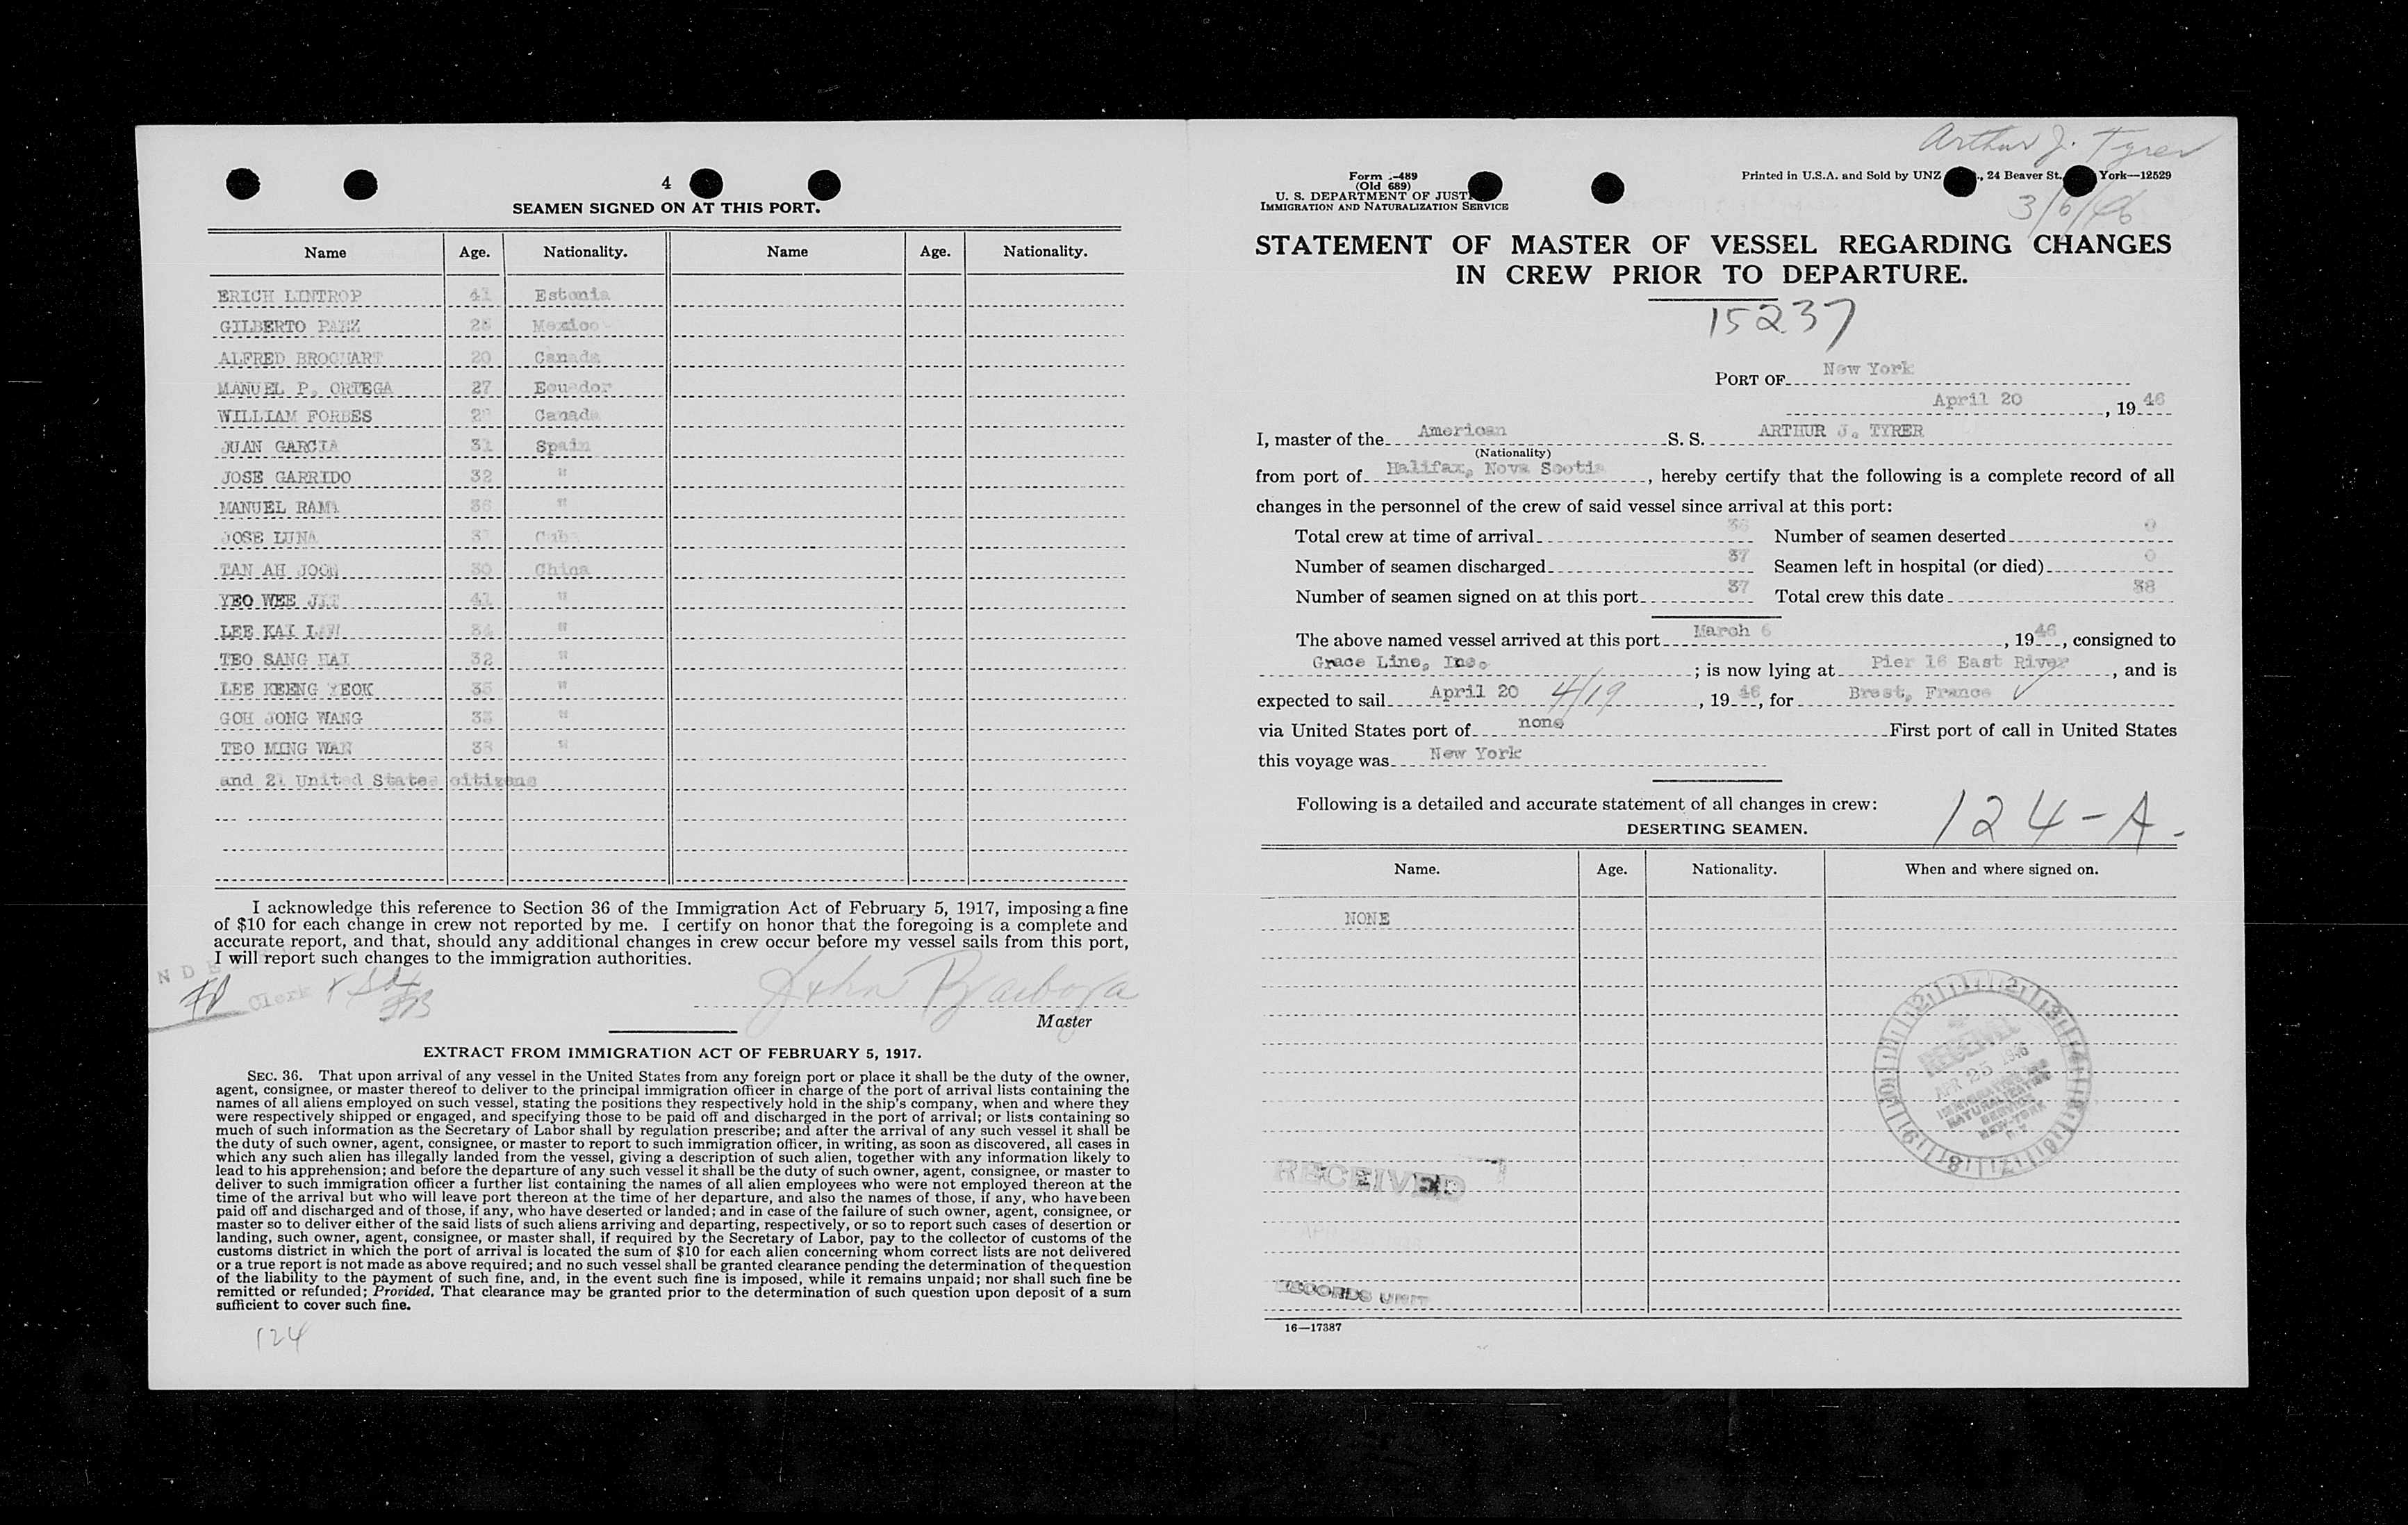 4
SEAMEN SIGNED ON AT THIS PORT.
Name Age. Nationality. Name Age. Nationality.
ERICH LINTROP 41 Estonia
GILBERTO PAEZ Mexico
ALFRED BROCHART 20 Canada
MANUEL P. ORTEGA 27 Ecuador
WILLIAM FORBES Canada
JUAN GARCIA 31 Spain
JOSE GARRIDO 32 "
MANUEL RAMA 36 "
JOSE LUNA Cuba
TAN AH JOON 30 China
YEO WEE JIT 41 "
LEE KAI LAW 34 "
TEO SANG HAI 32 "
LEE KEENG YEOK 35 "
GOH JONG WANG 33 "
TEO MING WAN 38 "
and 21 United States citizens
I acknowledge this reference to Section 36 of the Immigration Act of February 5, 1917, imposing a fine
of $10 for each change in crew not reported by me. I certify on honor that the foregoing is a complete and
accurate report, and that, should any additional changes in crew occur before my vessel sails from this port,
I will report such changes to the immigration authorities.
Clerk
John Barboza
Master
EXTRACT FROM IMMIGRATION ACT OF FEBRUARY 5, 1917.
SEC. 36. That upon arrival of any vessel in the United States from any foreign port or place it shall be the duty of the owner,
agent, consignee, or master thereof to deliver to the principal immigration officer in charge of the port of arrival lists containing the
names of all aliens employed on such vessel, stating the positions they respectively hold in the ship's company, when and where they
were respectively shipped or engaged, and specifying those to be paid off and discharged in the port of arrival; or lists containing so
much of such information as the Secretary of Labor shall by regulation prescribe; and after the arrival of any such vessel it shall be
the duty of such owner, agent, consignee, or master to report to such immigration officer, in writing, as soon as discovered, all cases in
which any such alien has illegally landed from the vessel, giving a description of such alien, together with any information likely to
lead to his apprehension; and before the departure of any such vessel it shall be the duty of such owner, agent, consignee, or master to
deliver to such immigration officer a further list containing the names of all alien employees who were not employed thereon at the
time of the arrival but who will leave port thereon at the time of her departure, and also the names of those, if any, who have been
paid off and discharged and of those, if any, who have deserted or landed; and in case of the failure of such owner, agent, consignee, or
master so to deliver either of the said lists of such aliens arriving and departing, respectively, or so to report such cases of desertion or
landing, such owner, agent, consignee, or master shall, if required by the Secretary of Labor, pay to the collector of customs of the
customs district in which the port of arrival is located the sum of $10 for each alien concerning whom correct lists are not delivered
or a true report is not made as above required; and no such vessel shall be granted clearance pending the determination of the question
of the liability to the payment of such fine, and, in the event such fine is imposed, while it remains unpaid; nor shall such fine be
remitted or refunded; Provided, That clearance may be granted prior to the determination of such question upon deposit of a sum
sufficient to cover such fine.
124
Arthur J. Tyrer
3/6/46
Form -489
(Old 689)
U. S. DEPARTMENT OF JUSTI
IMMIGRATION AND NATURALIZATION SERVICE
Printed in U.S.A. and Sold by UNZ ., 24 Beaver St., York—12529
STATEMENT OF MASTER OF VESSEL REGARDING CHANGES
IN CREW PRIOR TO DEPARTURE.
15237
PORT OF New York
April 20, 1946
I, master of the American S. S. ARTHUR J. TYRER
(Nationality)
from port of Halifax, Nova Scotia, hereby certify that the following is a complete record of all
changes in the personnel of the crew of said vessel since arrival at this port:
Total crew at time of arrival 38 Number of seamen deserted 0
Number of seamen discharged 37 Seamen left in hospital (or died) 0
Number of seamen signed on at this port 37 Total crew this date 38
The above named vessel arrived at this port March 6, 1946, consigned to
Grace Line, Inc. ; is now lying at Pier 16 East River, and is
expected to sail April 20 4/19, 1946, for Brest, France
via United States port of none First port of call in United States
this voyage was New York
Following is a detailed and accurate statement of all changes in crew:
124-A-
DESERTING SEAMEN.
Name. Age. Nationality. When and where signed on.
NONE
RECEIVED
APR 25 1946
IMMIGRATION AND
NATURALIZATION
SERVICE
NEW YORK
N.Y.
RECEIVED
RECORDS UNIT
16—17387